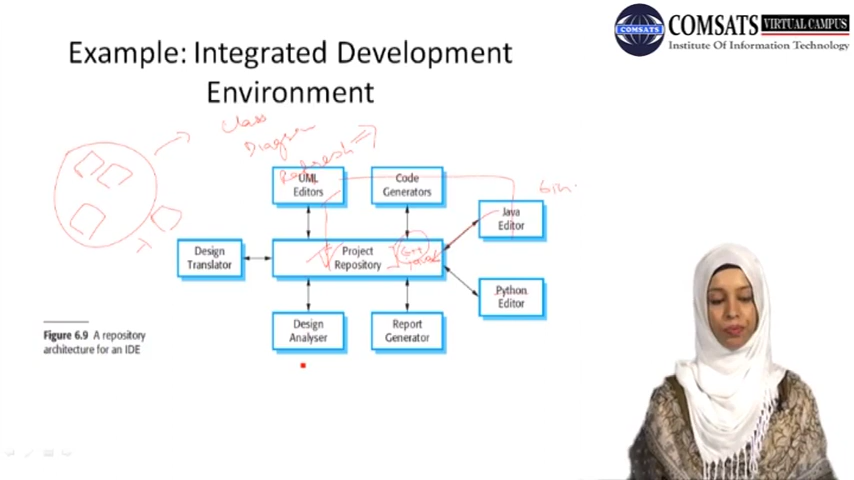 COMSATS
COMSATS VIRTUAL CAMPUS
Institute Of Information Technology
Example: Integrated Development
Environment
Class
Diagram
Refresh
UML
Editors
Code
Generators
Java
Editor
Design
Translator
Project
Repository
C++
Java
Python
Editor
Design
Analyser
Report
Generator
Figure 6.9 A repository
architecture for an IDE